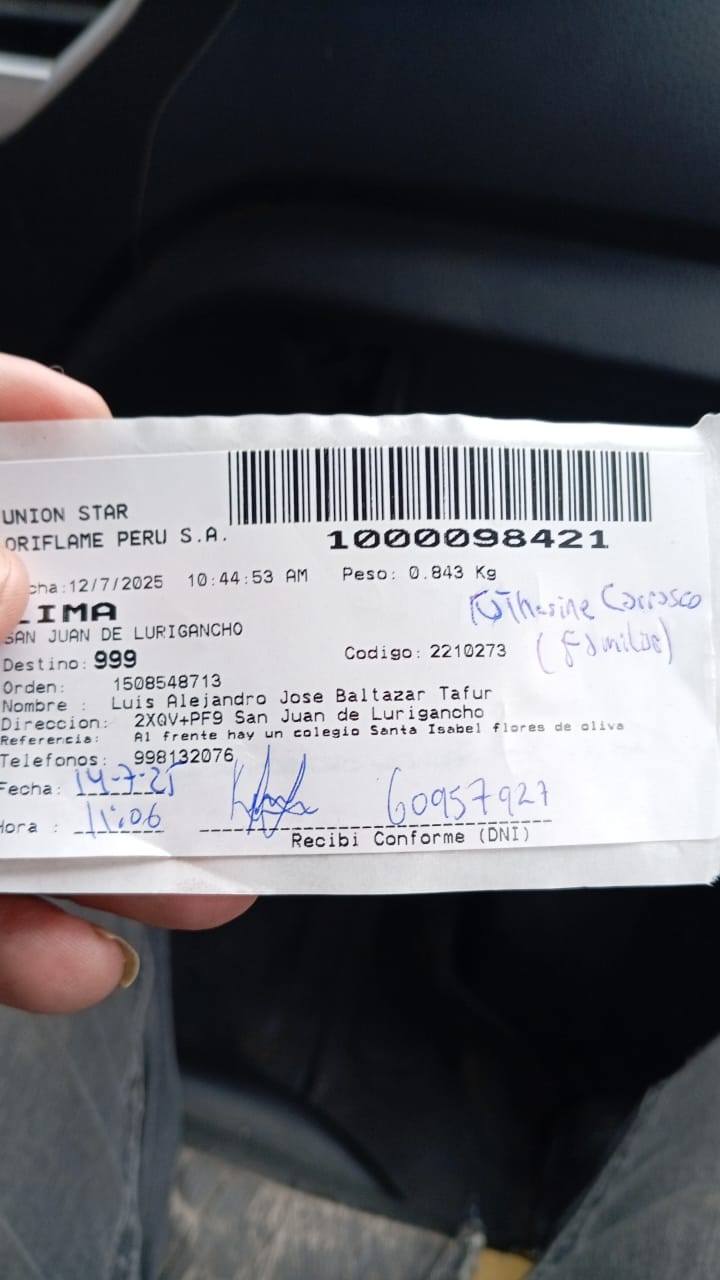 UNION STAR
ORIFLAME PERU S.A.
1000098421
cha:12/7/2025 10:44:53 AM Peso: 0.843 Kg
LIMA
Katherine Carrasco
SAN JUAN DE LURIGANCHO
(Familiar)
Destino: 999 Codigo: 2210273
Orden: 1508548713
Nombre : Luis Alejandro Jose Baltazar Tafur
Direccion: 2XQV+PF9 San Juan de Lurigancho
Referencia: Al frente hay un colegio Santa Isabel flores de oliva
Telefonos: 998132076
Fecha: 14-7-25
60957927
Hora : 11:06
Recibi Conforme (DNI)